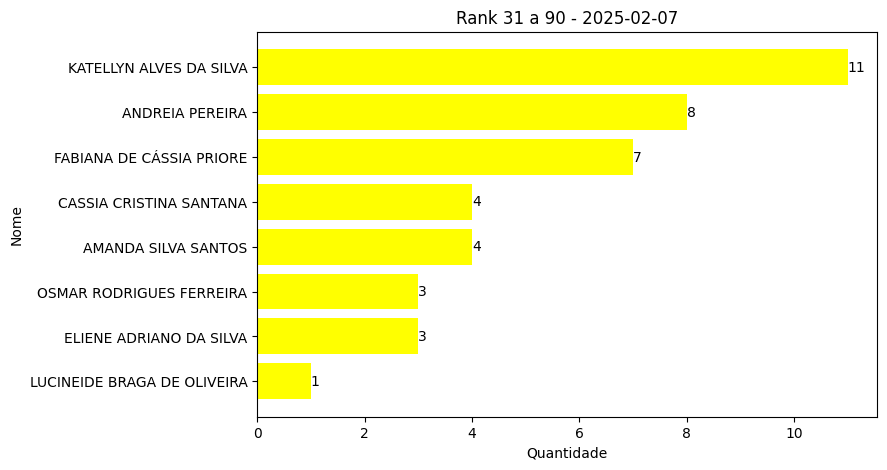 Rank 31 a 90 - 2025-02-07
KATELLYN ALVES DA SILVA 11
ANDREIA PEREIRA 8
FABIANA DE CÁSSIA PRIORE 7
CASSIA CRISTINA SANTANA 4
AMANDA SILVA SANTOS 4
OSMAR RODRIGUES FERREIRA 3
ELIENE ADRIANO DA SILVA 3
LUCINEIDE BRAGA DE OLIVEIRA 1
Nome
0 2 4 6 8 10
Quantidade